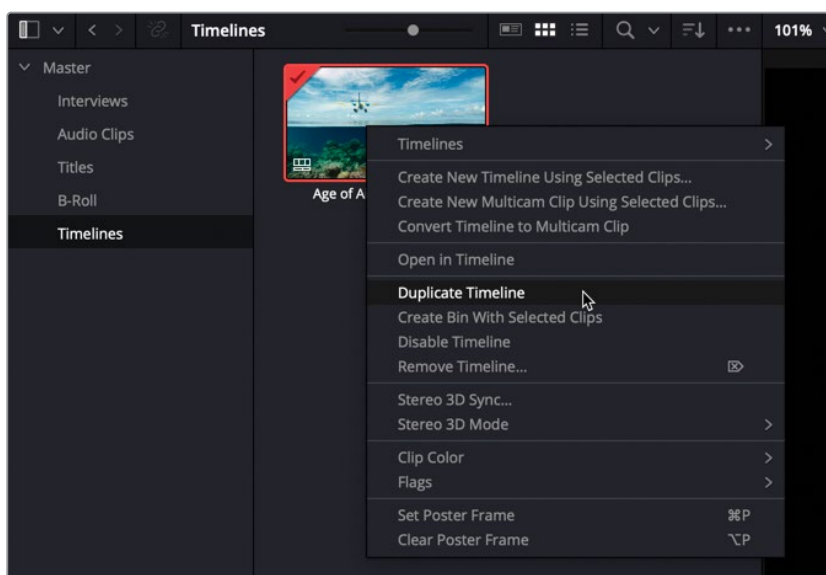 Timelines
101%
Master
Interviews
Audio Clips
Titles
B-Roll
Timelines
Age of A
Timelines
Create New Timeline Using Selected Clips...
Create New Multicam Clip Using Selected Clips...
Convert Timeline to Multicam Clip
Open in Timeline
Duplicate Timeline
Create Bin With Selected Clips
Disable Timeline
Remove Timeline... ⌦
Stereo 3D Sync...
Stereo 3D Mode
Clip Color
Flags
Set Poster Frame ⌘P
Clear Poster Frame ⌥P